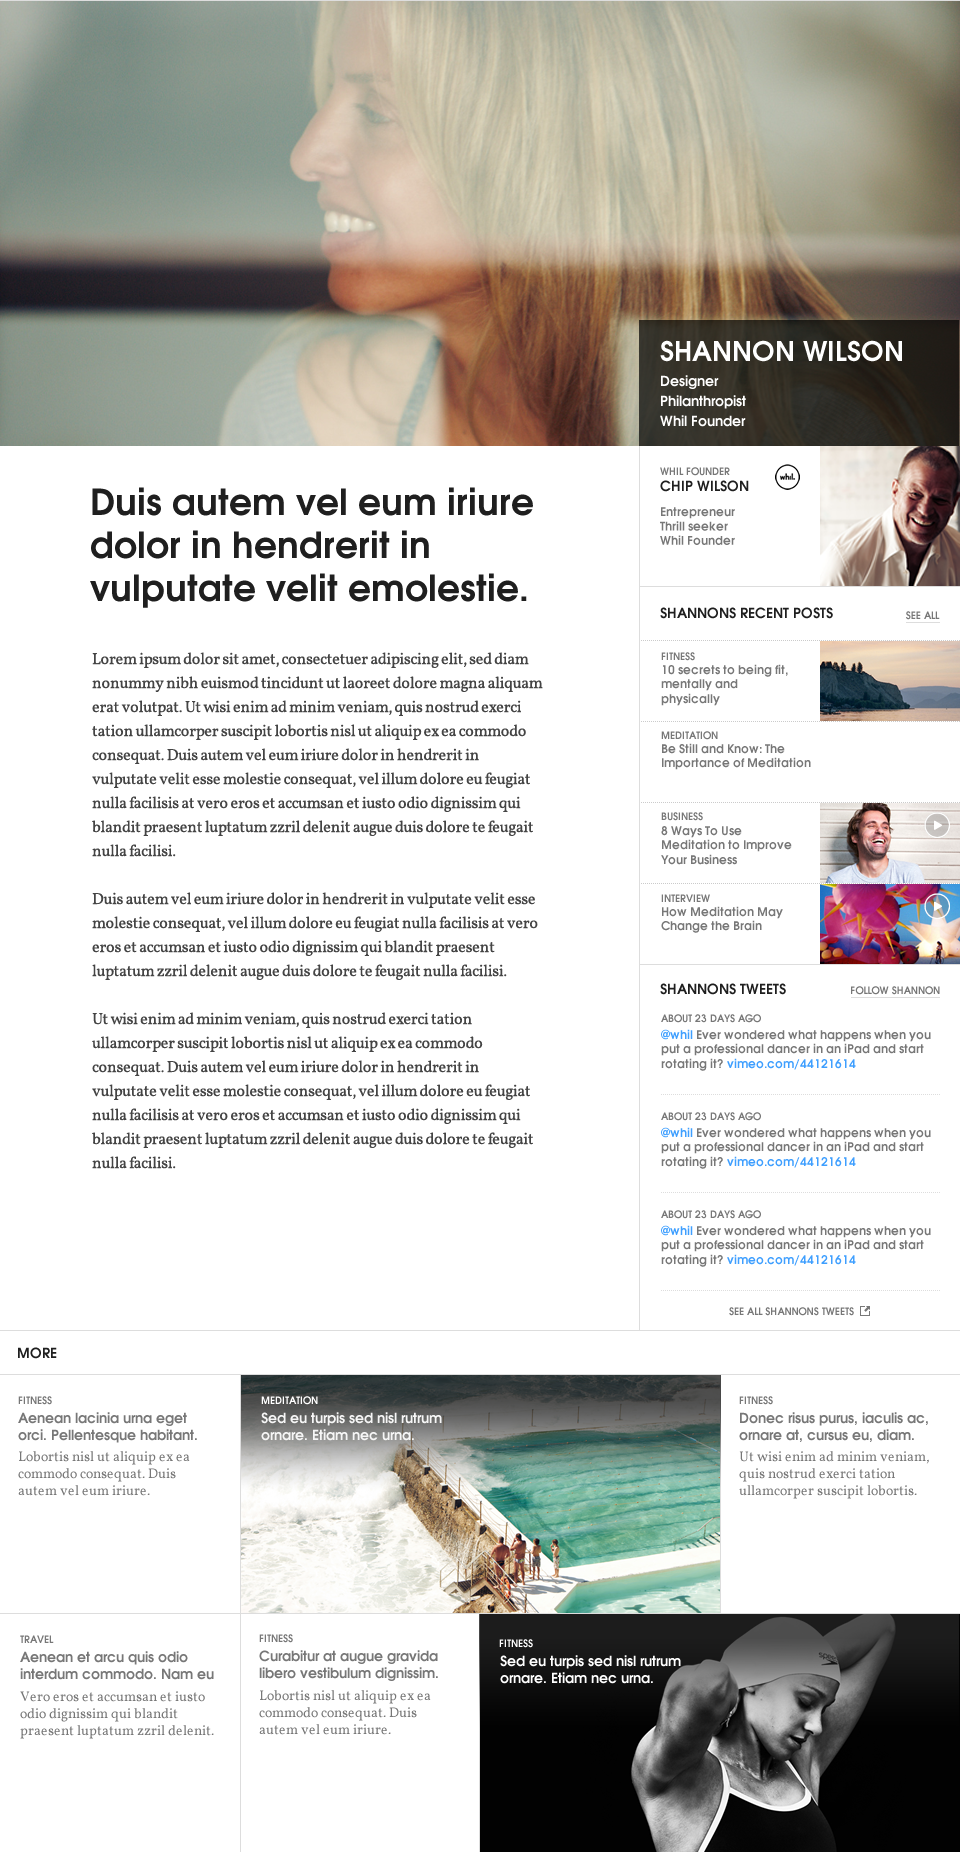 SHANNON WILSON
Designer
Philanthropist
Whil Founder
Duis autem vel eum iriure
dolor in hendrerit in
vulputate velit emolestie.
Lorem ipsum dolor sit amet, consectetuer adipiscing elit, sed diam
nonummy nibh euismod tincidunt ut laoreet dolore magna aliquam
erat volutpat. Ut wisi enim ad minim veniam, quis nostrud exerci
tation ullamcorper suscipit lobortis nisl ut aliquip ex ea commodo
consequat. Duis autem vel eum iriure dolor in hendrerit in
vulputate velit esse molestie consequat, vel illum dolore eu feugiat
nulla facilisis at vero eros et accumsan et iusto odio dignissim qui
blandit praesent luptatum zzril delenit augue duis dolore te feugait
nulla facilisi.
Duis autem vel eum iriure dolor in hendrerit in vulputate velit esse
molestie consequat, vel illum dolore eu feugiat nulla facilisis at vero
eros et accumsan et iusto odio dignissim qui blandit praesent
luptatum zzril delenit augue duis dolore te feugait nulla facilisi.
Ut wisi enim ad minim veniam, quis nostrud exerci tation
ullamcorper suscipit lobortis nisl ut aliquip ex ea commodo
consequat. Duis autem vel eum iriure dolor in hendrerit in
vulputate velit esse molestie consequat, vel illum dolore eu feugiat
nulla facilisis at vero eros et accumsan et iusto odio dignissim qui
blandit praesent luptatum zzril delenit augue duis dolore te feugait
nulla facilisi.
WHIL FOUNDER
CHIP WILSON
whil.
Entrepreneur
Thrill seeker
Whil Founder
SHANNONS RECENT POSTS
SEE ALL
FITNESS
10 secrets to being fit,
mentally and
physically
MEDITATION
Be Still and Know: The
Importance of Meditation
BUSINESS
8 Ways To Use
Meditation to Improve
Your Business
INTERVIEW
How Meditation May
Change the Brain
SHANNONS TWEETS
FOLLOW SHANNON
ABOUT 23 DAYS AGO
@whil Ever wondered what happens when you
put a professional dancer in an iPad and start
rotating it? vimeo.com/44121614
ABOUT 23 DAYS AGO
@whil Ever wondered what happens when you
put a professional dancer in an iPad and start
rotating it? vimeo.com/44121614
ABOUT 23 DAYS AGO
@whil Ever wondered what happens when you
put a professional dancer in an iPad and start
rotating it? vimeo.com/44121614
SEE ALL SHANNONS TWEETS
MORE
FITNESS
Aenean lacinia urna eget
orci. Pellentesque habitant.
Lobortis nisl ut aliquip ex ea
commodo consequat. Duis
autem vel eum iriure.
MEDITATION
Sed eu turpis sed nisl rutrum
ornare. Etiam nec urna.
FITNESS
Donec risus purus, iaculis ac,
ornare at, cursus eu, diam.
Ut wisi enim ad minim veniam,
quis nostrud exerci tation
ullamcorper suscipit lobortis.
TRAVEL
Aenean et arcu quis odio
interdum commodo. Nam eu
Vero eros et accumsan et iusto
odio dignissim qui blandit
praesent luptatum zzril delenit.
FITNESS
Curabitur at augue gravida
libero vestibulum dignissim.
Lobortis nisl ut aliquip ex ea
commodo consequat. Duis
autem vel eum iriure.
FITNESS
Sed eu turpis sed nisl rutrum
ornare. Etiam nec urna.
speedo